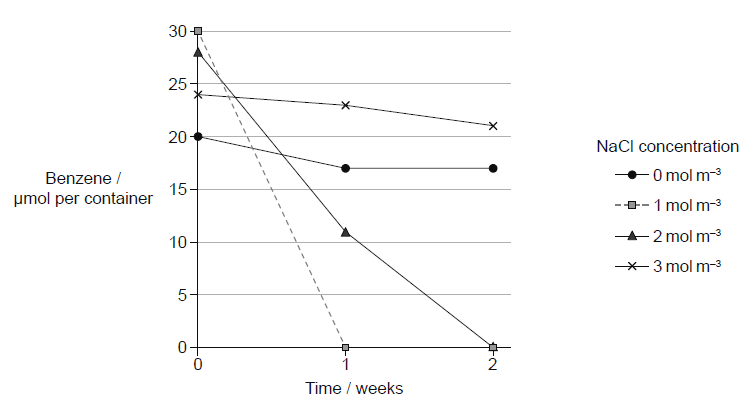 30
25
20
15
10
5
0
Benzene /
µmol per container
0
1
2
Time / weeks
NaCl concentration
0 mol m⁻³
1 mol m⁻³
2 mol m⁻³
3 mol m⁻³